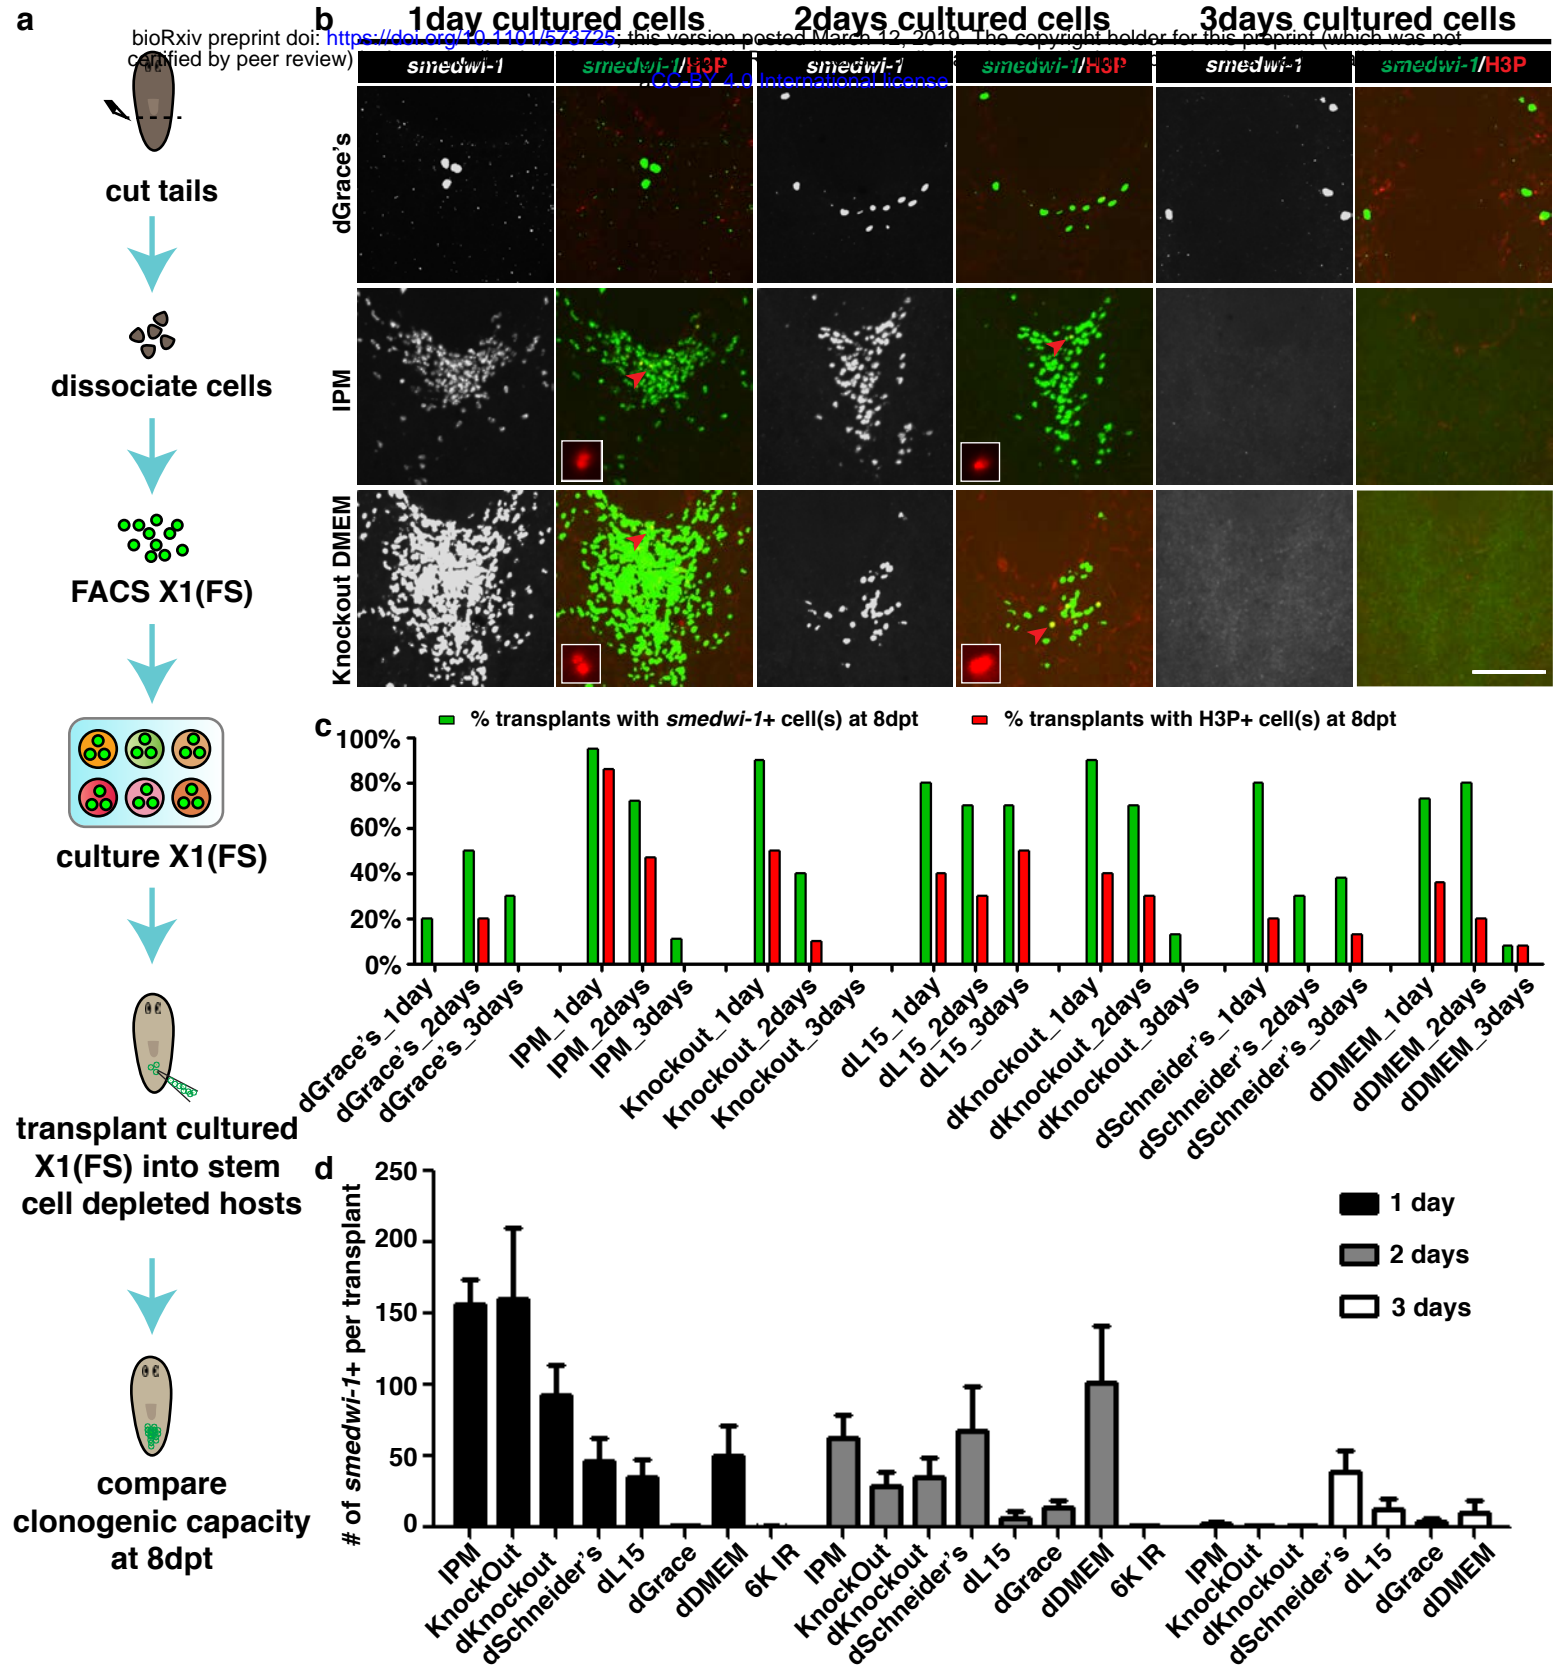 a
b
1day cultured cells
2days cultured cells
3days cultured cells
bioRxiv preprint doi: https://doi.org/10.1101/573725; this version posted March 12, 2019. The copyright holder for this preprint (which was not
certified by peer review)
aCC-BY 4.0 International license
smedwi-1
smedwi-1/H3P
smedwi-1
smedwi-1/H3P
smedwi-1
smedwi-1/H3P
dGrace's
IPM
Knockout DMEM
cut tails
dissociate cells
FACS X1(FS)
culture X1(FS)
transplant cultured
X1(FS) into stem
cell depleted hosts
compare
clonogenic capacity
at 8dpt
c
% transplants with smedwi-1+ cell(s) at 8dpt
% transplants with H3P+ cell(s) at 8dpt
100%
80%
60%
40%
20%
0%
dGrace's_1day
dGrace's_2days
dGrace's_3days
IPM_1day
IPM_2days
IPM_3days
Knockout_1day
Knockout_2days
Knockout_3days
dL15_1day
dL15_2days
dL15_3days
dKnockout_1day
dKnockout_2days
dKnockout_3days
dSchneider's_1day
dSchneider's_2days
dSchneider's_3days
dDMEM_1day
dDMEM_2days
dDMEM_3days
d
# of smedwi-1+ per transplant
250
200
150
100
50
0
1 day
2 days
3 days
IPM
KnockOut
dKnockout
dSchneider's
dL15
dGrace
dDMEM
6K IR
IPM
KnockOut
dKnockout
dSchneider's
dL15
dGrace
dDMEM
6K IR
IPM
KnockOut
dKnockout
dSchneider's
dL15
dGrace
dDMEM